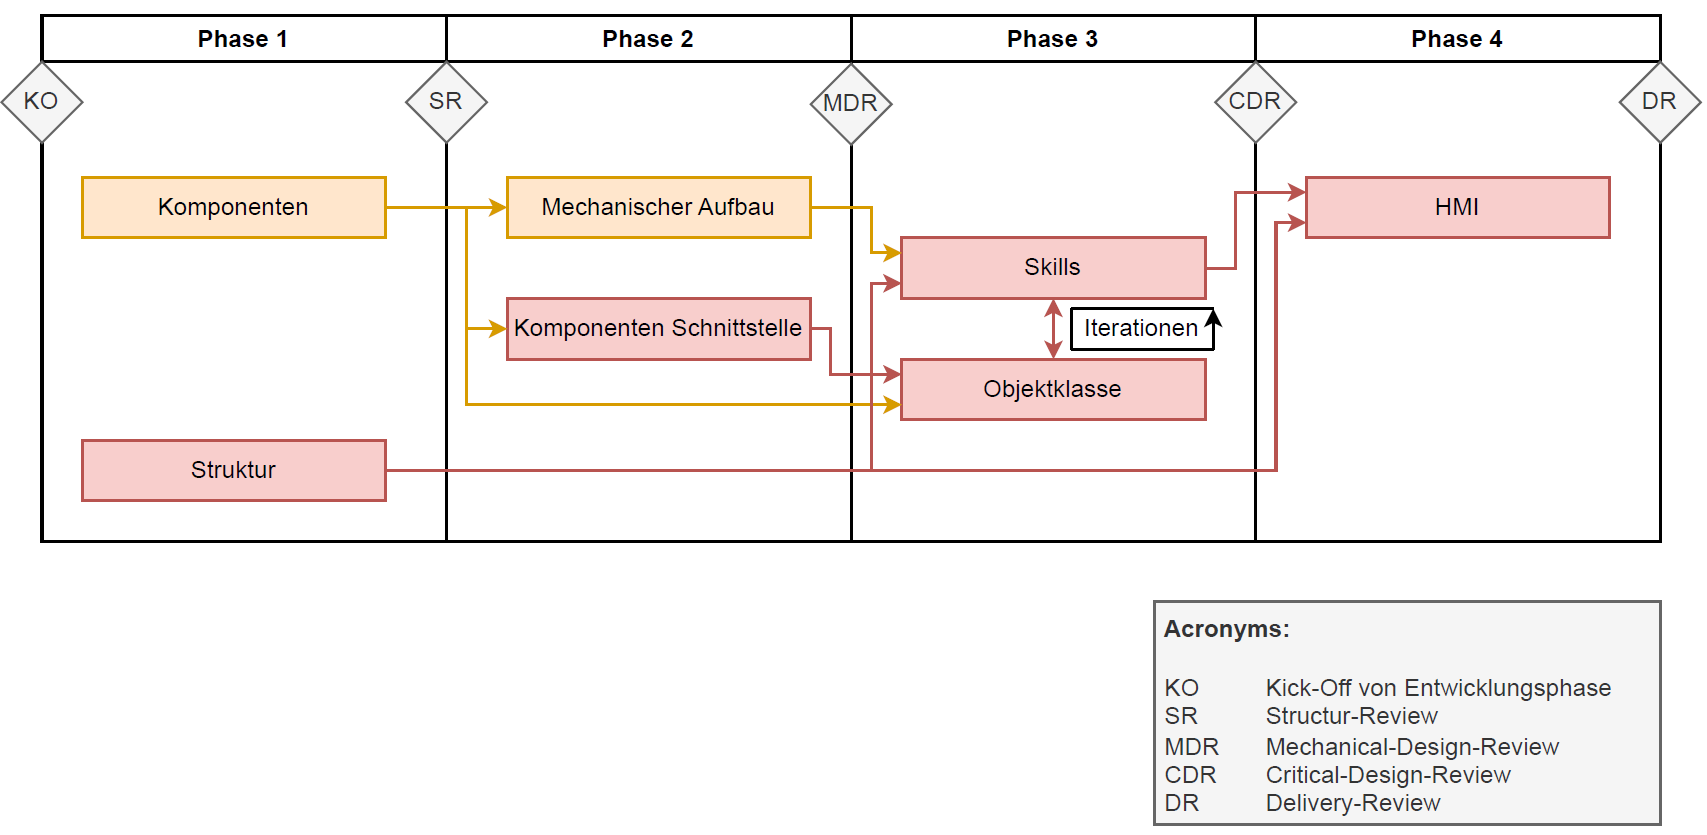 Phase 1 Phase 2 Phase 3 Phase 4
KO SR MDR CDR DR
Komponenten
Mechanischer Aufbau
HMI
Skills
Komponenten Schnittstelle
Iterationen
Objektklasse
Struktur
Acronyms:
KO Kick-Off von Entwicklungsphase
SR Structur-Review
MDR Mechanical-Design-Review
CDR Critical-Design-Review
DR Delivery-Review